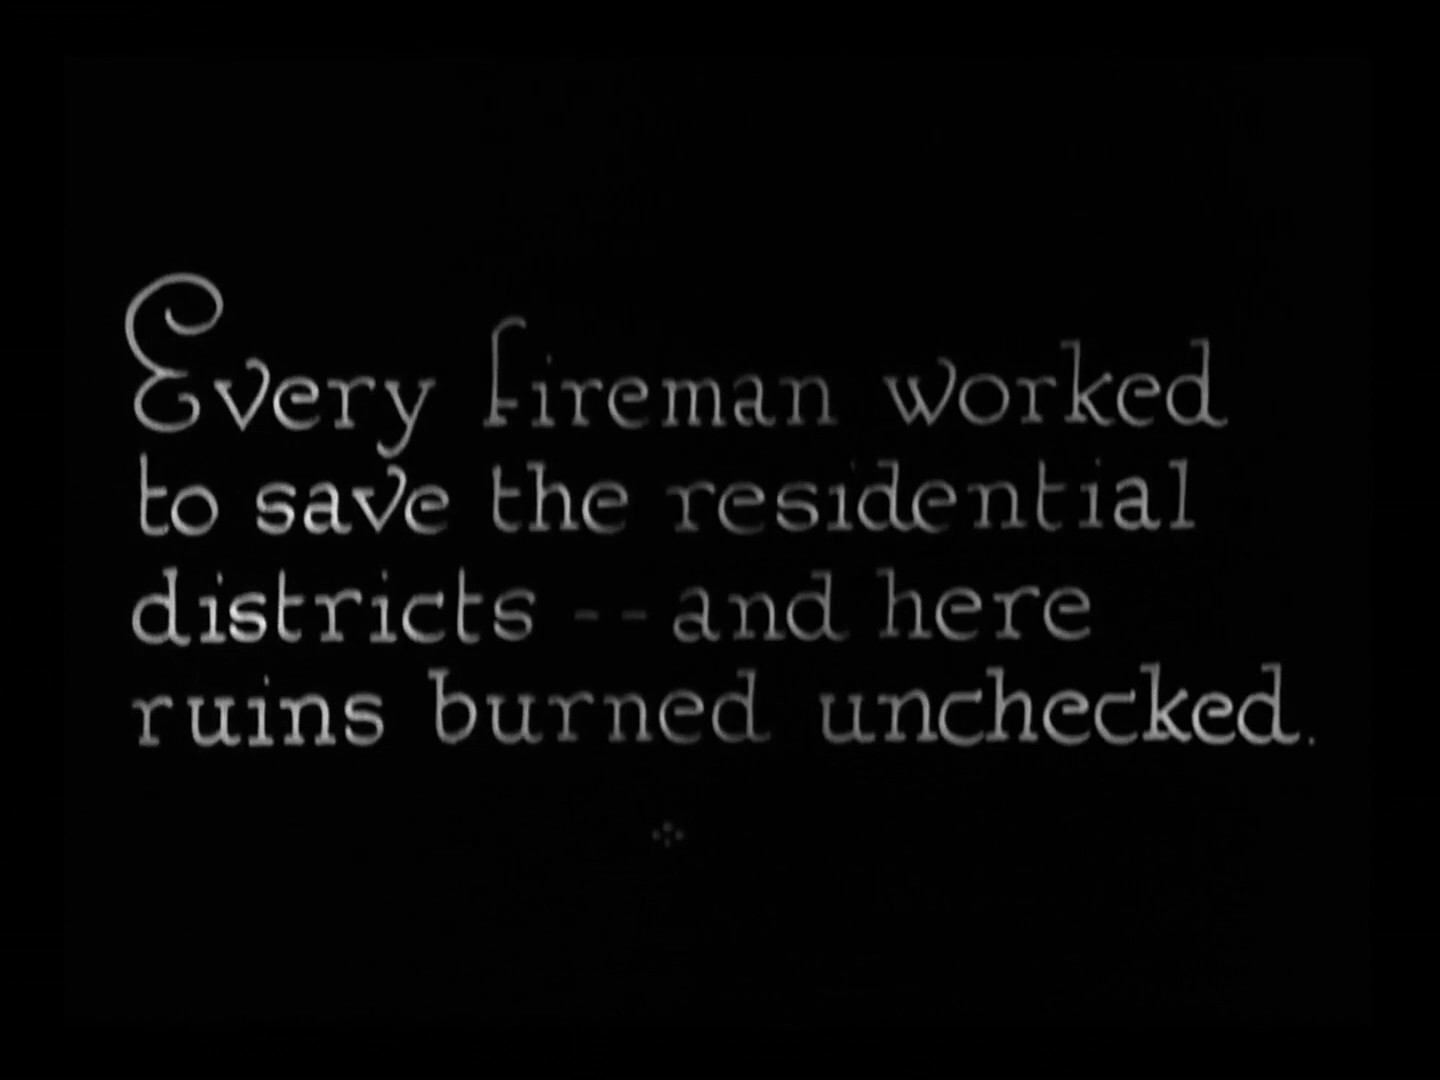 Every fireman worked
to save the residential
districts -- and here
ruins burned unchecked.